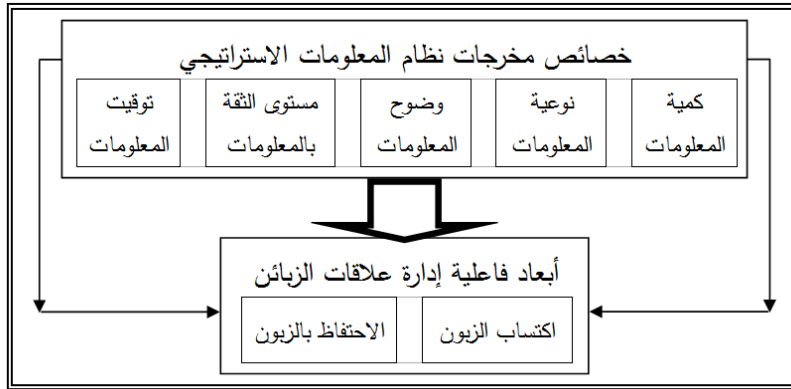 خصائص مخرجات نظام المعلومات الاستراتيجي
كمية
المعلومات
نوعية
المعلومات
وضوح
المعلومات
مستوى الثقة
بالمعلومات
توقيت
المعلومات
أبعاد فاعلية إدارة علاقات الزبائن
اكتساب الزبون
الاحتفاظ بالزبون